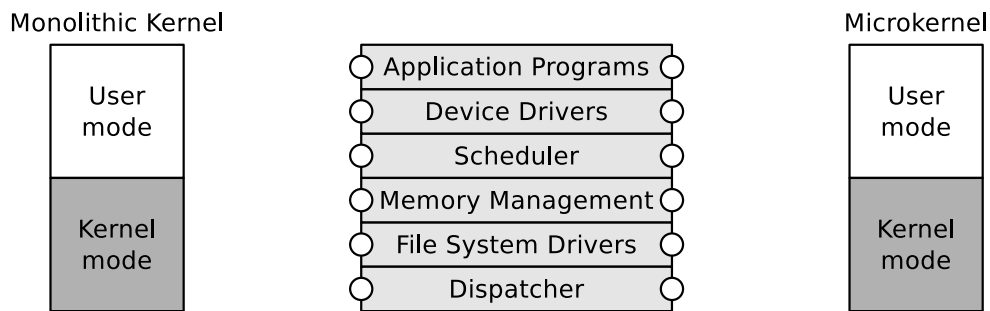 Monolithic Kernel
Microkernel
User
mode
Kernel
mode
Application Programs
Device Drivers
Scheduler
Memory Management
File System Drivers
Dispatcher
User
mode
Kernel
mode